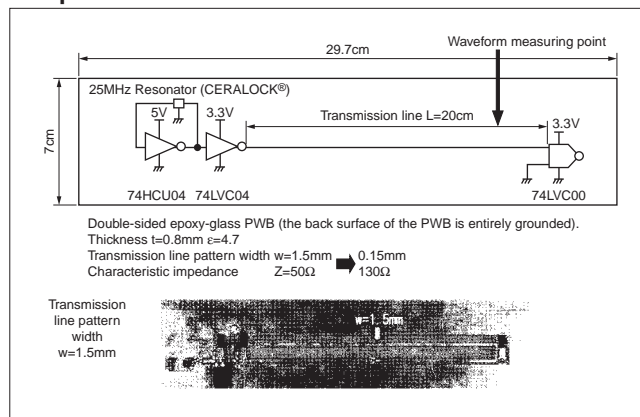 29.7cm
Waveform measuring point
25MHz Resonator (CERALOCK®)
5V 3.3V
Transmission line L=20cm
3.3V
7cm
74HCU04 74LVC04
74LVC00
Double-sided epoxy-glass PWB (the back surface of the PWB is entirely grounded).
Thickness t=0.8mm ε=4.7
Transmission line pattern width w=1.5mm 0.15mm
Characteristic impedance Z=50Ω 130Ω
Transmission
line pattern
width
w=1.5mm
w=1.5mm